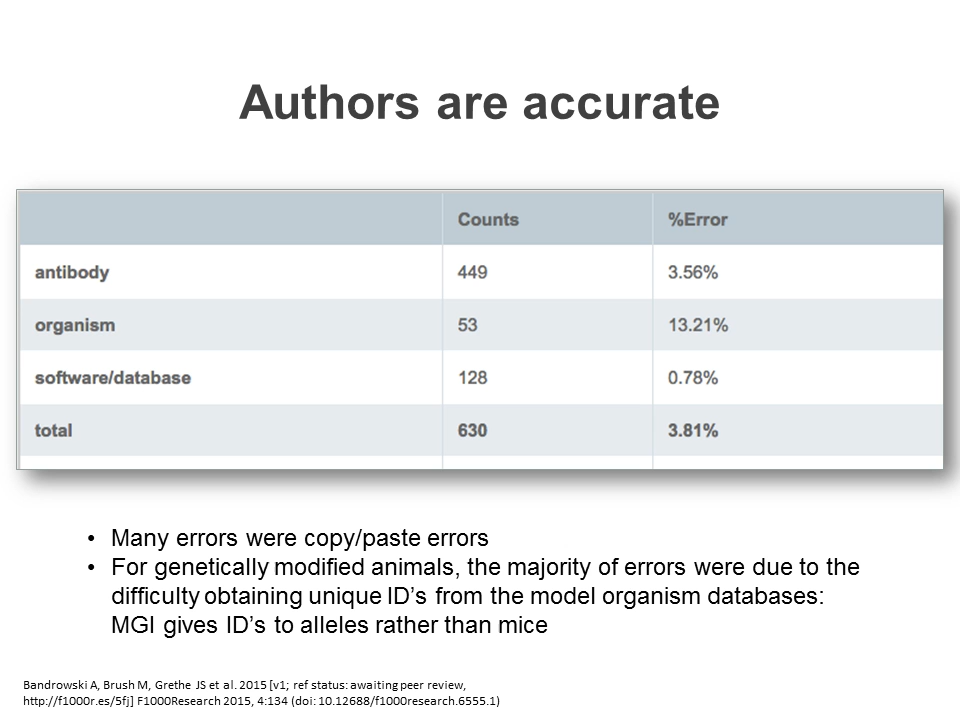 Authors are accurate
Counts %Error
antibody 449 3.56%
organism 53 13.21%
software/database 128 0.78%
total 630 3.81%
• Many errors were copy/paste errors
• For genetically modified animals, the majority of errors were due to the
difficulty obtaining unique ID’s from the model organism databases:
MGI gives ID’s to alleles rather than mice
Bandrowski A, Brush M, Grethe JS et al. 2015 [v1; ref status: awaiting peer review,
http://f1000r.es/5fj] F1000Research 2015, 4:134 (doi: 10.12688/f1000research.6555.1)